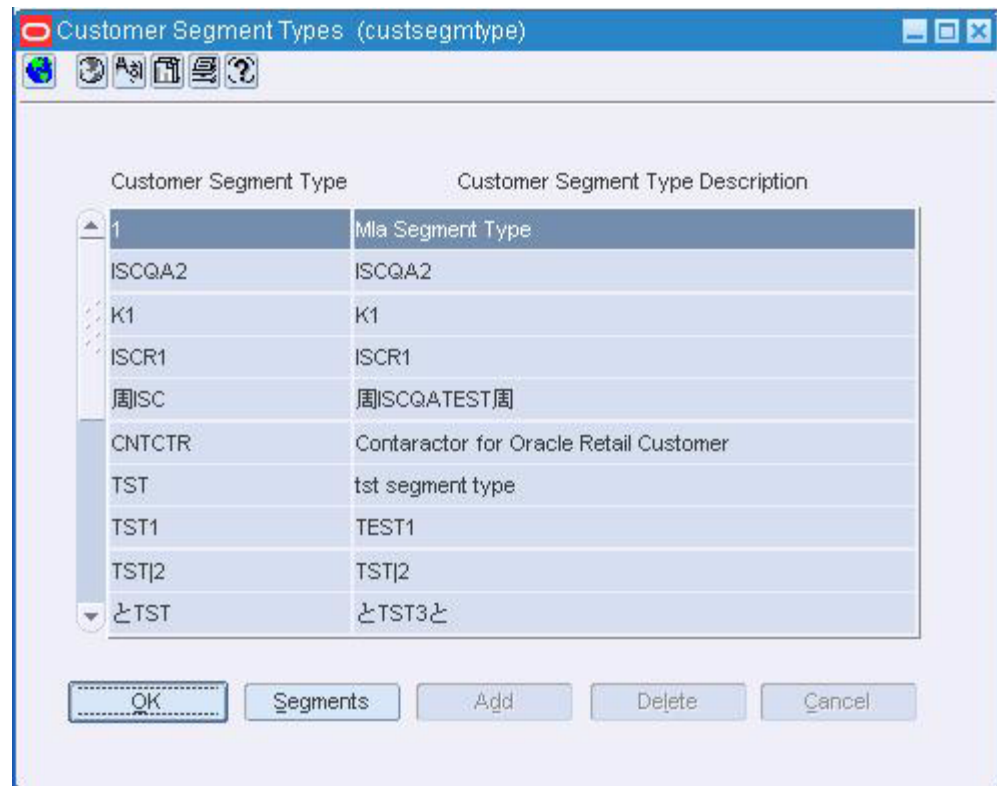 Customer Segment Types (custsegmtype)
Customer Segment Type Customer Segment Type Description
1 Mla Segment Type
ISCQA2 ISCQA2
K1 K1
ISCR1 ISCR1
周ISC 周ISCQATEST周
CNTCTR Contaractor for Oracle Retail Customer
TST tst segment type
TST1 TEST1
TST|2 TST|2
とTST とTST3と
OK Segments Add Delete Cancel